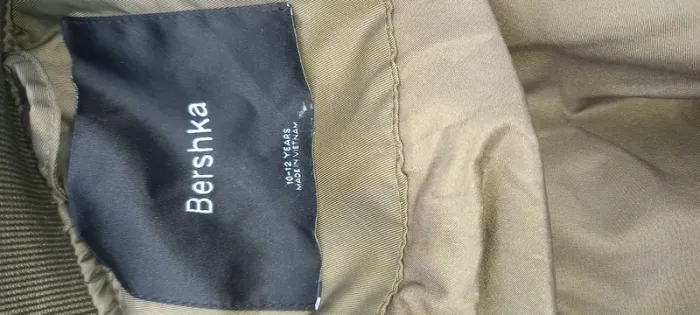 Bershka
10-12 YEARS
MADE IN VIETNAM